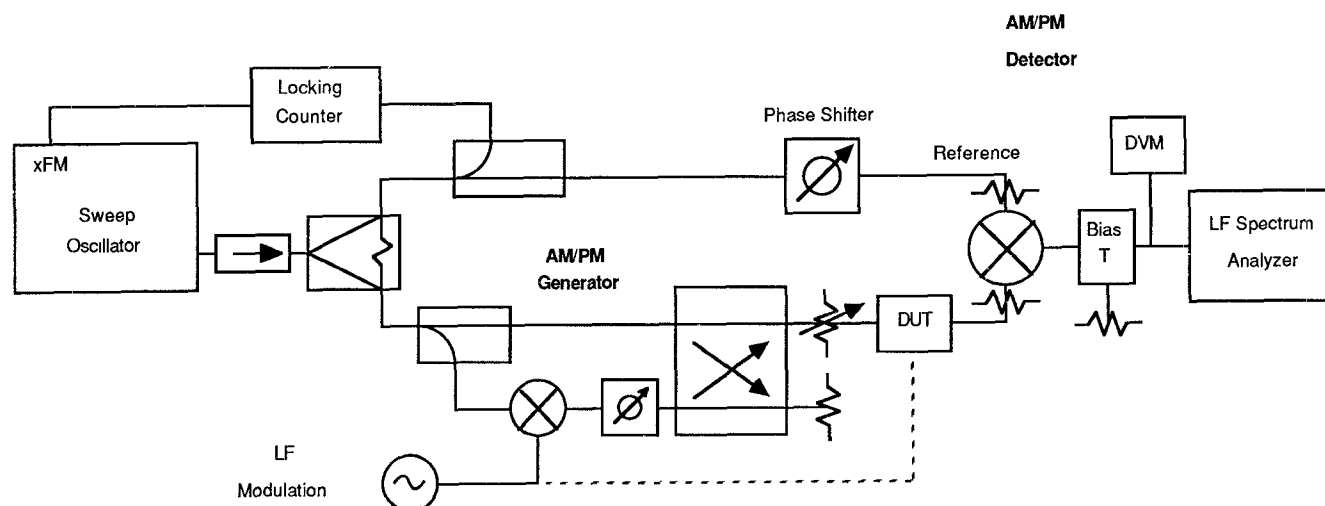 AM/PM
Detector
Locking
Counter
Phase Shifter
DVM
xFM
Reference
Sweep
Oscillator
Bias
T
LF Spectrum
Analyzer
AM/PM
Generator
DUT
LF
Modulation